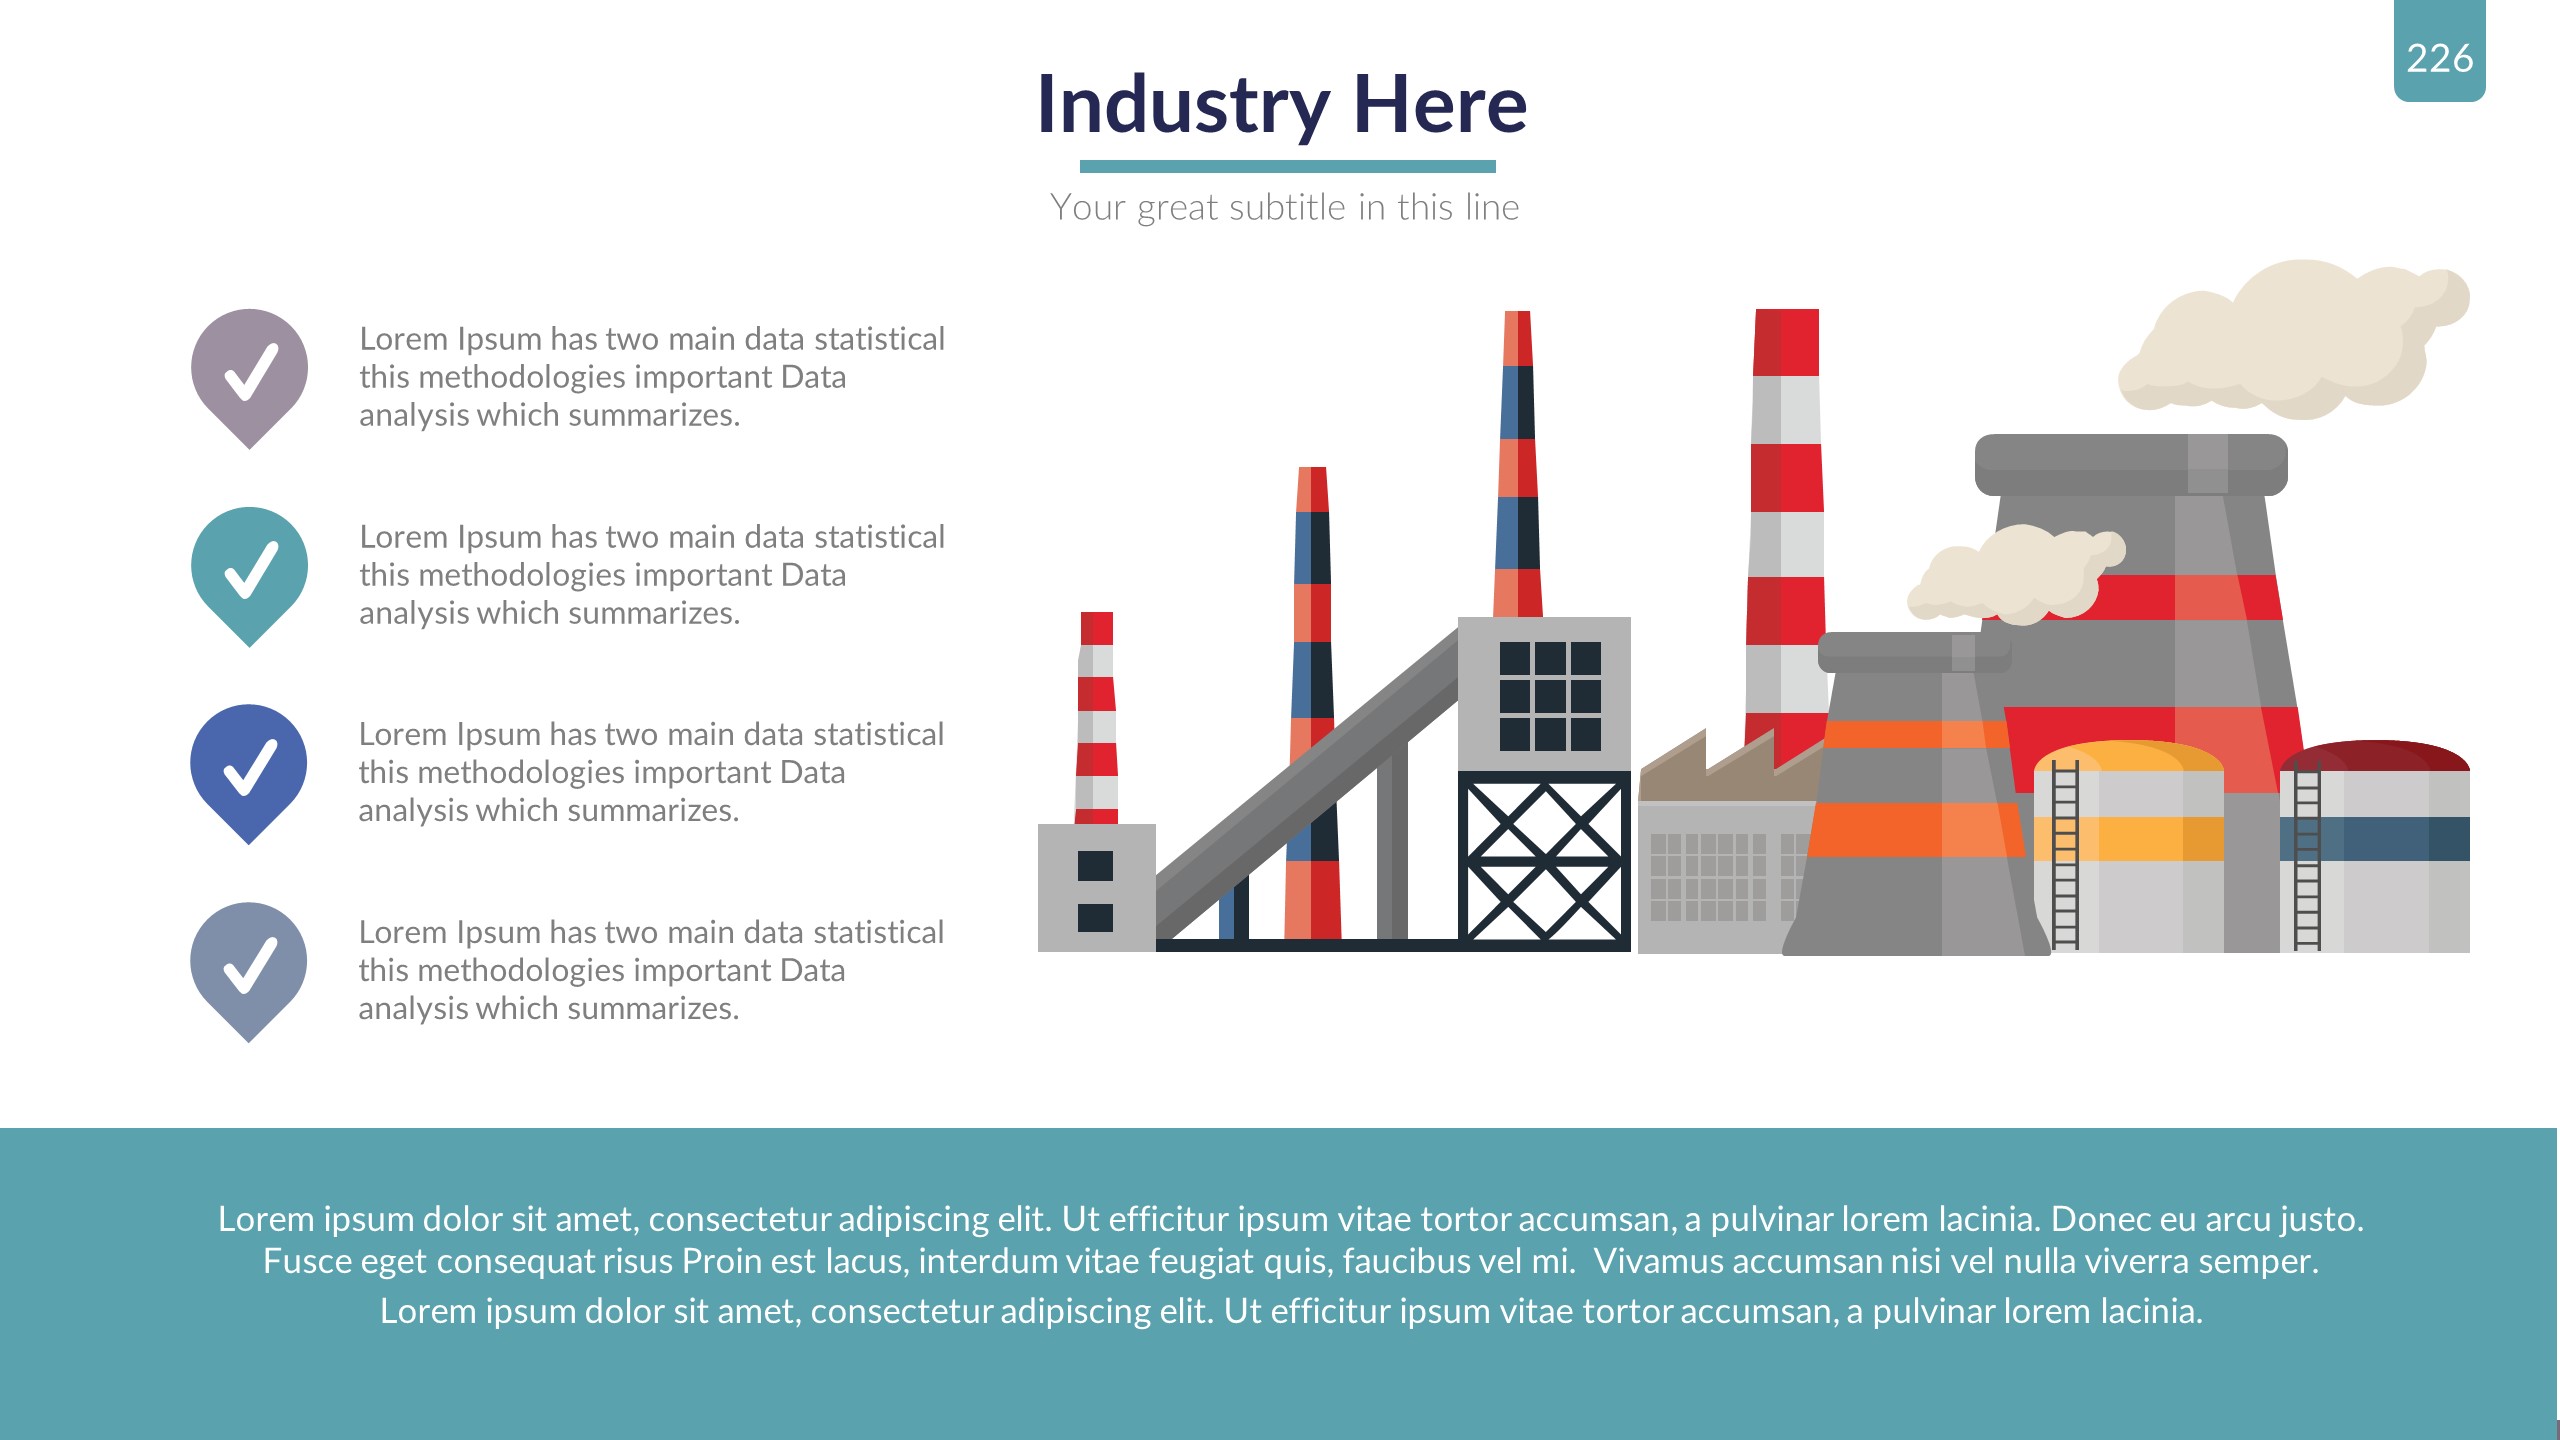 226
Industry Here
Your great subtitle in this line
Lorem Ipsum has two main data statistical
this methodologies important Data
analysis which summarizes.
Lorem Ipsum has two main data statistical
this methodologies important Data
analysis which summarizes.
Lorem Ipsum has two main data statistical
this methodologies important Data
analysis which summarizes.
Lorem Ipsum has two main data statistical
this methodologies important Data
analysis which summarizes.
Lorem ipsum dolor sit amet, consectetur adipiscing elit. Ut efficitur ipsum vitae tortor accumsan, a pulvinar lorem lacinia. Donec eu arcu justo.
Fusce eget consequat risus Proin est lacus, interdum vitae feugiat quis, faucibus vel mi.  Vivamus accumsan nisi vel nulla viverra semper.
Lorem ipsum dolor sit amet, consectetur adipiscing elit. Ut efficitur ipsum vitae tortor accumsan, a pulvinar lorem lacinia.